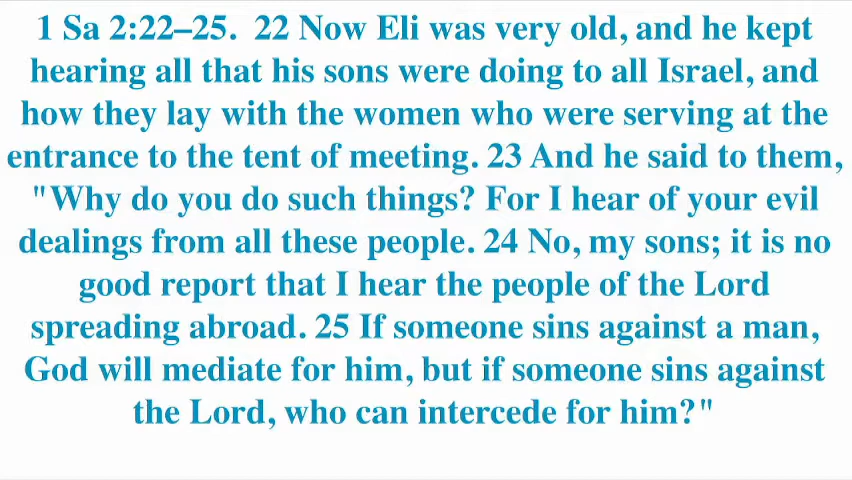 1 Sa 2:22–25.  22 Now Eli was very old, and he kept
hearing all that his sons were doing to all Israel, and
how they lay with the women who were serving at the
entrance to the tent of meeting. 23 And he said to them,
"Why do you do such things? For I hear of your evil
dealings from all these people. 24 No, my sons; it is no
good report that I hear the people of the Lord
spreading abroad. 25 If someone sins against a man,
God will mediate for him, but if someone sins against
the Lord, who can intercede for him?"